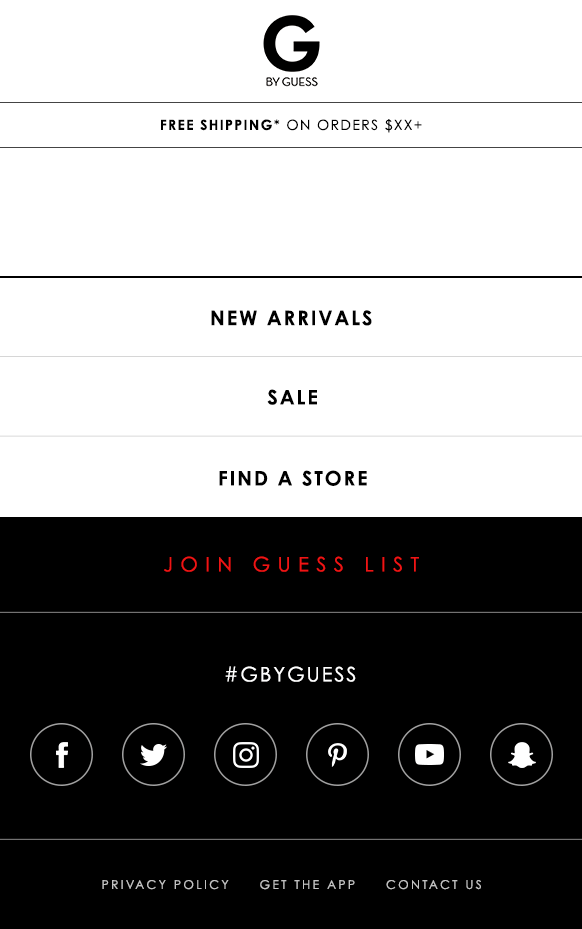 G
BY GUESS
FREE SHIPPING* ON ORDERS $XX+
NEW ARRIVALS
SALE
FIND A STORE
JOIN GUESS LIST
#GBYGUESS
PRIVACY POLICY GET THE APP CONTACT US